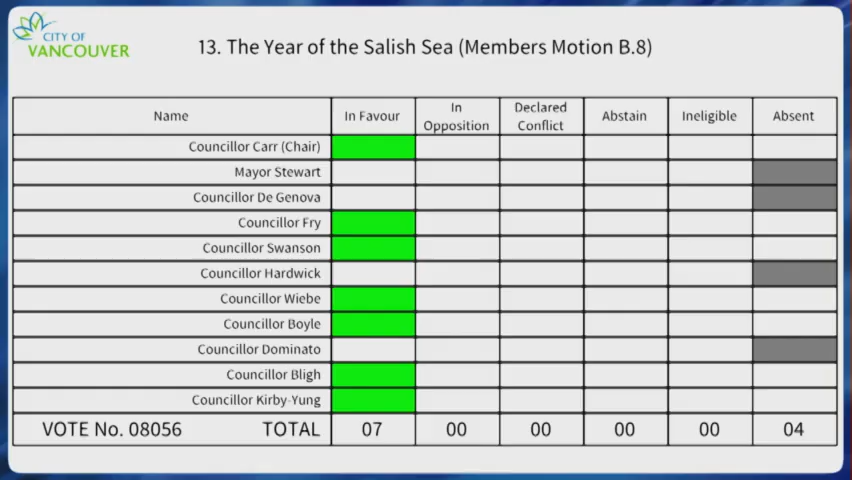 CITY OF
VANCOUVER
13. The Year of the Salish Sea (Members Motion B.8)
Name In Favour In Opposition Declared Conflict Abstain Ineligible Absent
Councillor Carr (Chair)
Mayor Stewart
Councillor De Genova
Councillor Fry
Councillor Swanson
Councillor Hardwick
Councillor Wiebe
Councillor Boyle
Councillor Dominato
Councillor Bligh
Councillor Kirby-Yung
VOTE No. 08056 TOTAL 07 00 00 00 00 04